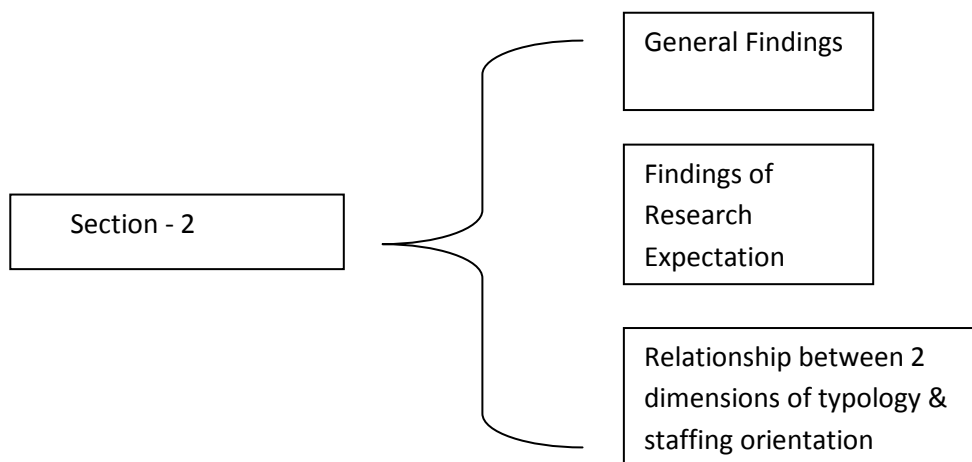 General Findings
Section - 2
Findings of
Research
Expectation
Relationship between 2
dimensions of typology &
staffing orientation